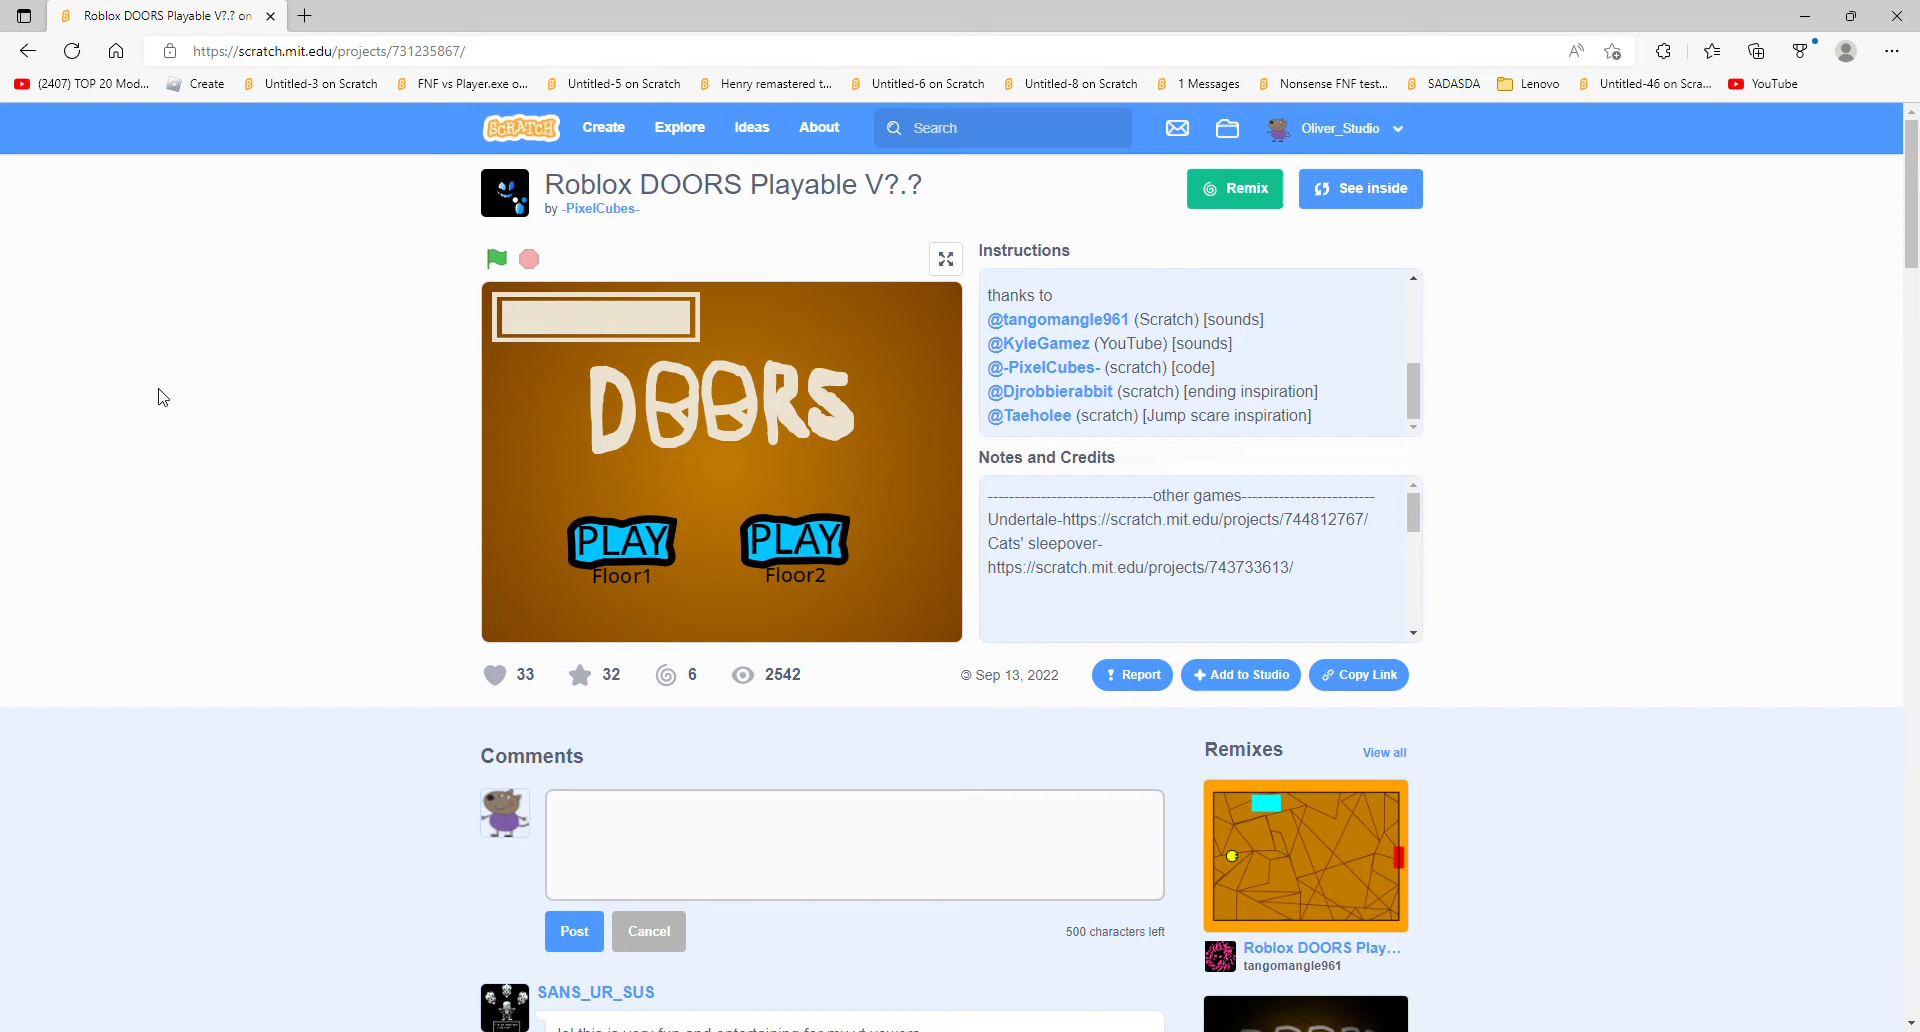 Roblox DOORS Playable V?.? on
https://scratch.mit.edu/projects/731235867/
(2407) TOP 20 Mod...
Create
Untitled-3 on Scratch
FNF vs Player.exe o...
Untitled-5 on Scratch
Henry remastered t...
Untitled-6 on Scratch
Untitled-8 on Scratch
1 Messages
Nonsense FNF test...
SADASDA
Lenovo
Untitled-46 on Scra...
YouTube
SCRATCH
Create
Explore
Ideas
About
Search
Oliver_Studio
Roblox DOORS Playable V?.?
by -PixelCubes-
Remix
See inside
DOORS
PLAY
Floor1
PLAY
Floor2
Instructions
thanks to
@tangomangle961 (Scratch) [sounds]
@KyleGamez (YouTube) [sounds]
@-PixelCubes- (scratch) [code]
@Djrobbierabbit (scratch) [ending inspiration]
@Taeholee (scratch) [Jump scare inspiration]
Notes and Credits
-------------------------------other games-------------------------
Undertale-https://scratch.mit.edu/projects/744812767/
Cats' sleepover-
https://scratch.mit.edu/projects/743733613/
33
32
6
2542
© Sep 13, 2022
Report
Add to Studio
Copy Link
Comments
Post
Cancel
500 characters left
SANS_UR_SUS
Remixes
View all
Roblox DOORS Play...
tangomangle961